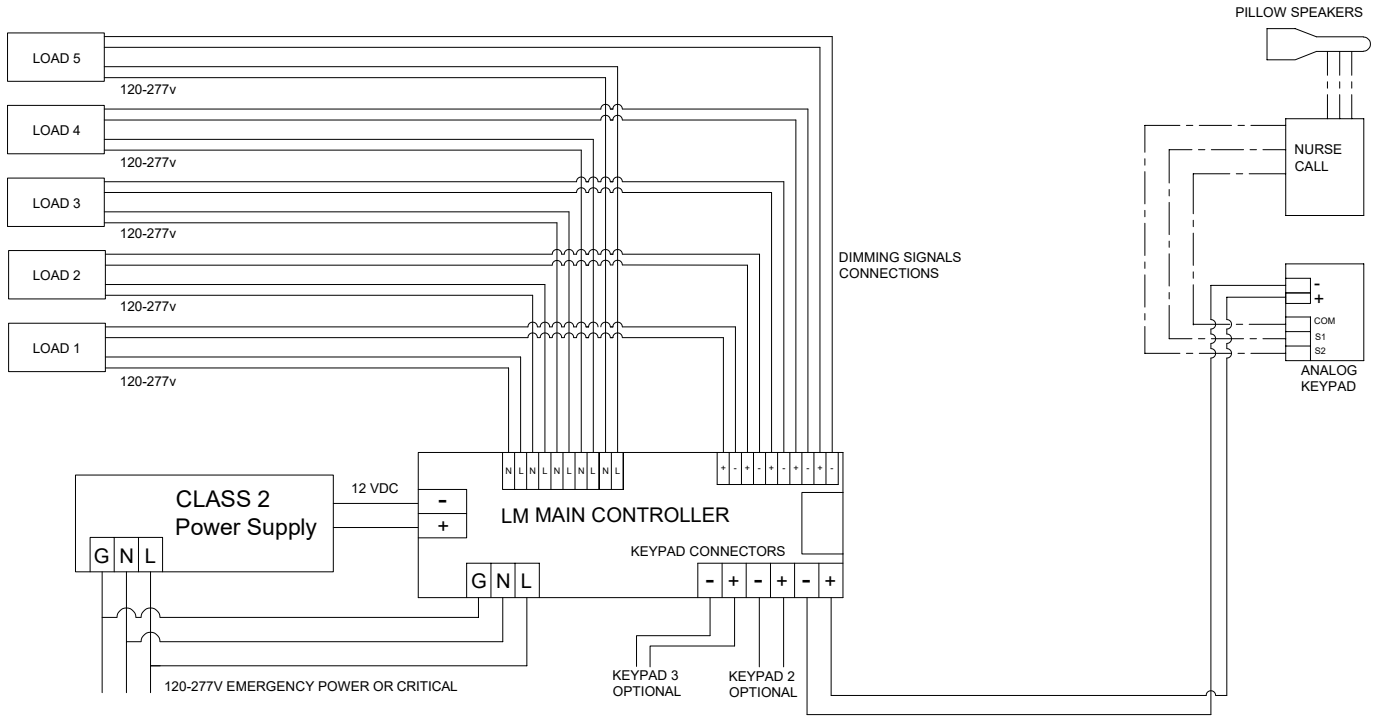 PILLOW SPEAKERS
LOAD 5
120-277v
LOAD 4
120-277v
NURSE
CALL
LOAD 3
120-277v
DIMMING SIGNALS
CONNECTIONS
LOAD 2
120-277v
-
+
COM
S1
S2
ANALOG
KEYPAD
LOAD 1
120-277v
N L N L N L N L N L
+ - + - + - + - + -
CLASS 2
Power Supply
G N L
12 VDC
-
+
LM MAIN CONTROLLER
KEYPAD CONNECTORS
G N L
- + - + - +
KEYPAD 3
OPTIONAL
KEYPAD 2
OPTIONAL
120-277V EMERGENCY POWER OR CRITICAL